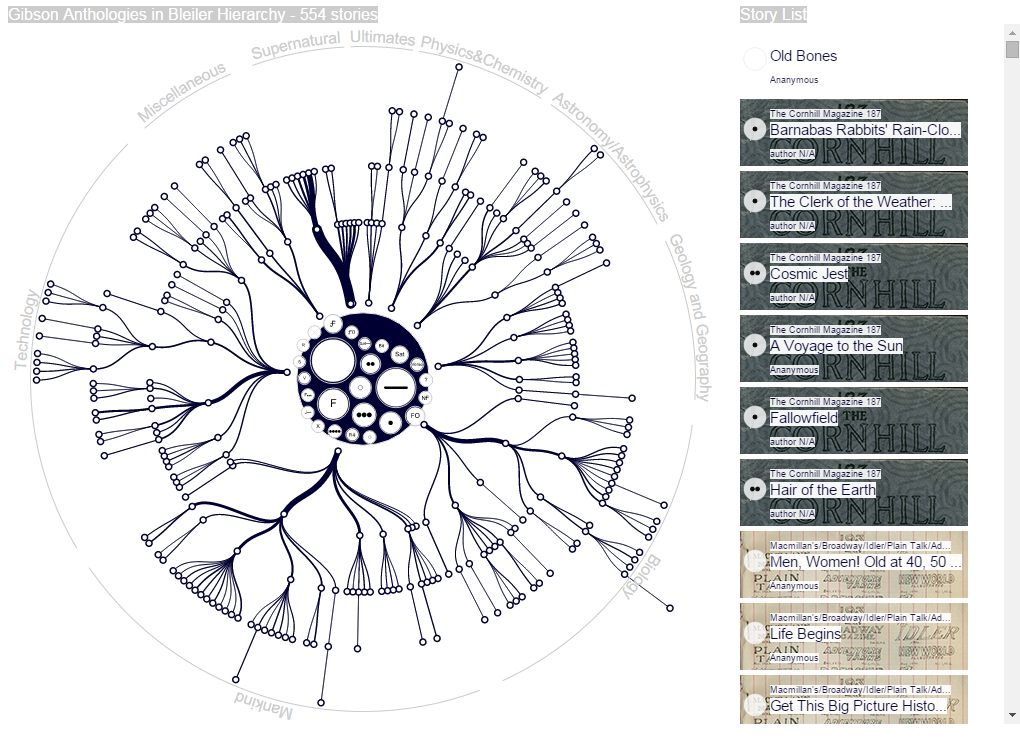 Gibson Anthologies in Bleiler Hierarchy - 554 stories
Supernatural
Ultimates
Physics&Chemistry
Miscellaneous
Astronomy/Astrophysics
Geology and Geography
Technology
Biology
Mankind
F
Sat
FO
NF
Story List
Old Bones
Ananymous
The Cornhill Magazine 187
Barnabas Rabbits' Rain-Clo...
author N/A
The Cornhill Magazine 187
The Clerk of the Weather: ...
author N/A
The Cornhill Magazine 187
Cosmic Jest
author N/A
The Cornhill Magazine 187
A Voyage to the Sun
Ananymous
The Cornhill Magazine 187
Fallowfield
author N/A
The Cornhill Magazine 187
Hair of the Earth
author N/A
Macmillan's/Broadway/Idler/Plain Talk/Ad...
Men, Women! Old at 40, 50 ...
Ananymous
Macmillan's/Broadway/Idler/Plain Talk/Ad...
Life Begins
Ananymous
Macmillan's/Broadway/Idler/Plain Talk/Ad...
Get This Big Picture Histo...